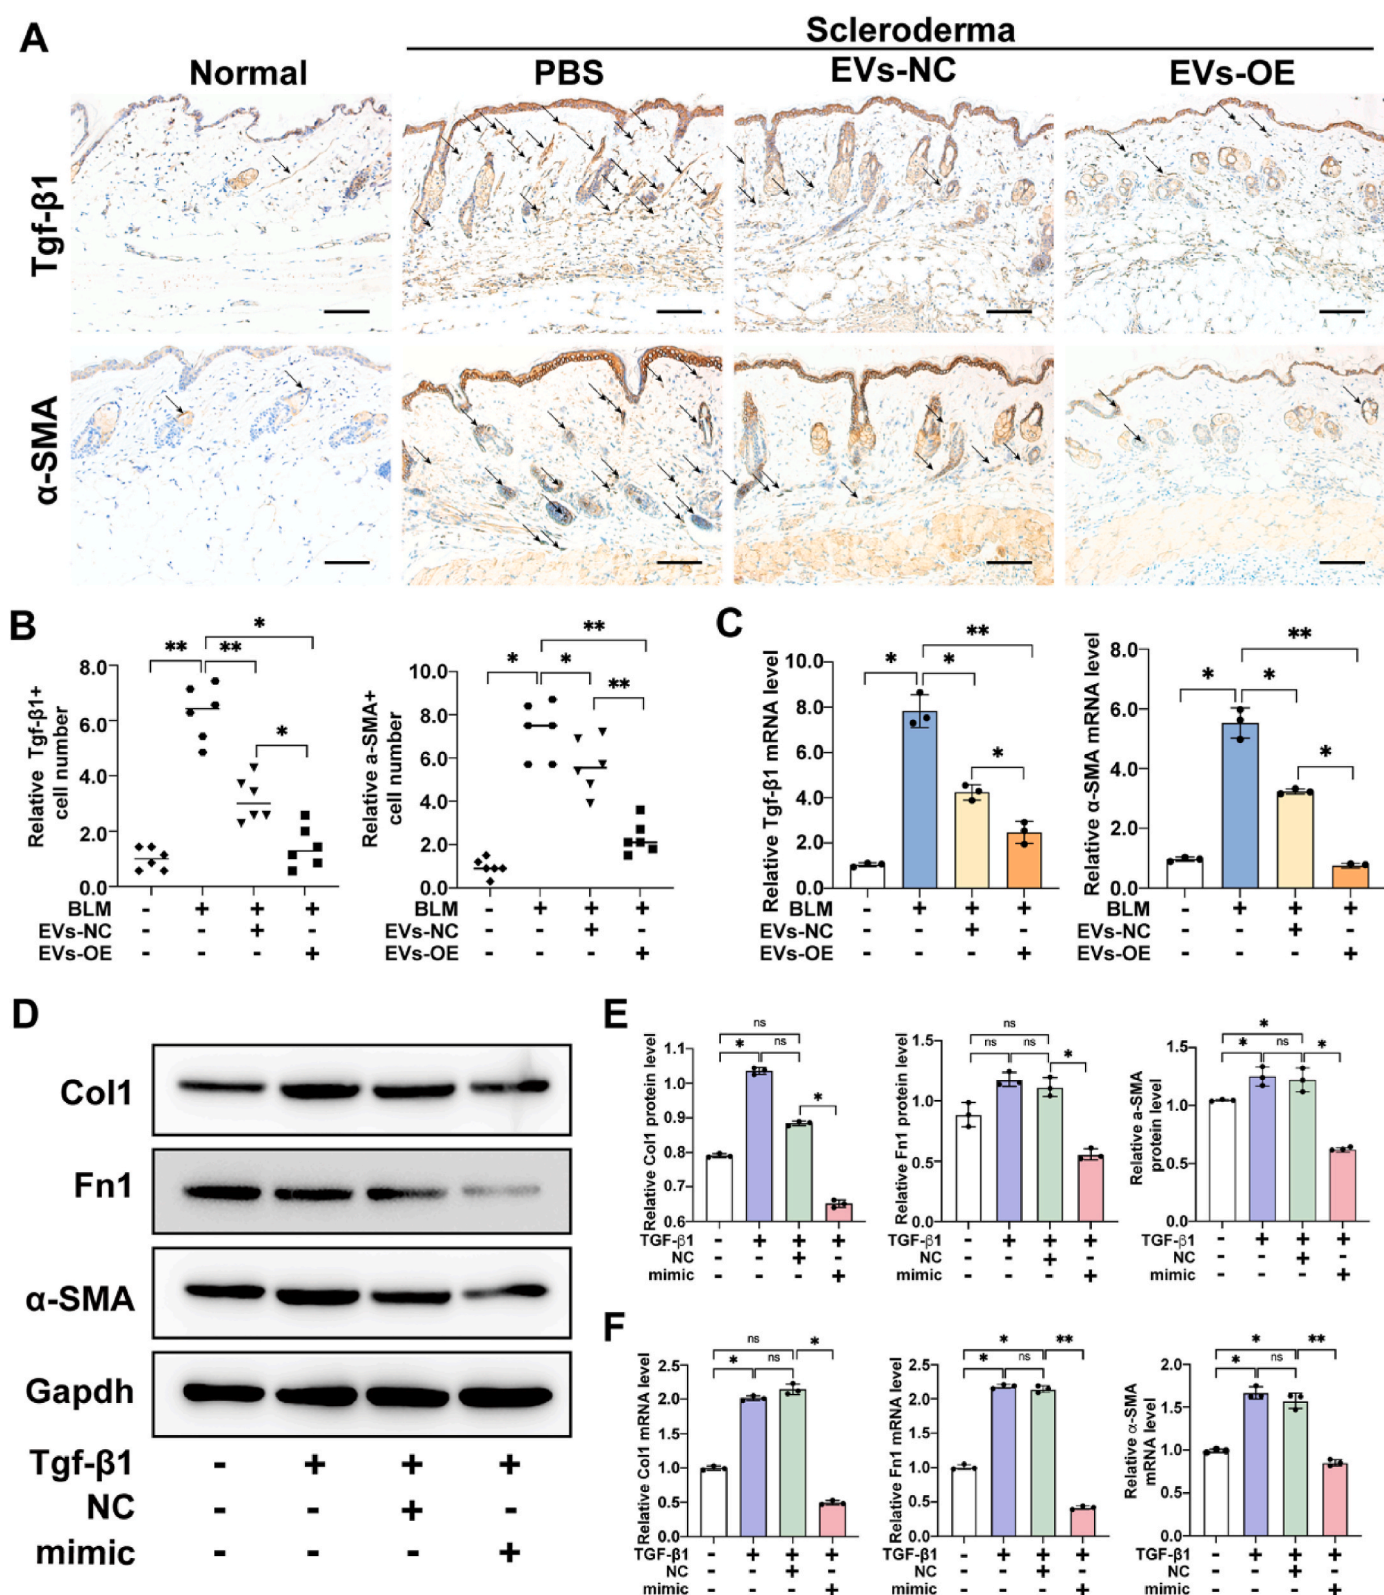 A
Scleroderma
Normal PBS EVs-NC EVs-OE
Tgf-β1
α-SMA
B
Relative Tgf-β1+
cell number
8.0
6.0
4.0
2.0
0.0
** ** * *
BLM - + + +
EVs-NC - - + -
EVs-OE - - - +
Relative a-SMA+
cell number
10.0
8.0
6.0
4.0
2.0
0.0
* * ** **
BLM - + + +
EVs-NC - - + -
EVs-OE - - - +
C
Relative Tgf-β1 mRNA level
10.0
8.0
6.0
4.0
2.0
0.0
* * ** *
BLM - + + +
EVs-NC - - + -
EVs-OE - - - +
Relative α-SMA mRNA level
8.0
6.0
4.0
2.0
0.0
* * ** *
BLM - + + +
EVs-NC - - + -
EVs-OE - - - +
D
Col1
Fn1
α-SMA
Gapdh
Tgf-β1 - + + +
NC - - + -
mimic - - - +
E
Relative Col1 protein level
1.1
1.0
0.9
0.8
0.7
0.6
ns
* ns
*
TGF-β1 - + + +
NC - - + -
mimic - - - +
Relative Fn1 protein level
1.5
1.0
0.5
0.0
ns
ns ns *
TGF-β1 - + + +
NC - - + -
mimic - - - +
Relative a-SMA
protein level
1.5
1.0
0.5
0.0
*
* ns *
TGF-β1 - + + +
NC - - + -
mimic - - - +
F
Relative Col1 mRNA level
2.5
2.0
1.5
1.0
0.5
0.0
ns *
* ns
TGF-β1 - + + +
NC - - + -
mimic - - - +
Relative Fn1 mRNA level
2.5
2.0
1.5
1.0
0.5
0.0
* **
* ns
TGF-β1 - + + +
NC - - + -
mimic - - - +
Relative α-SMA
mRNA level
2.0
1.5
1.0
0.5
0.0
* **
* ns
TGF-β1 - + + +
NC - - + -
mimic - - - +